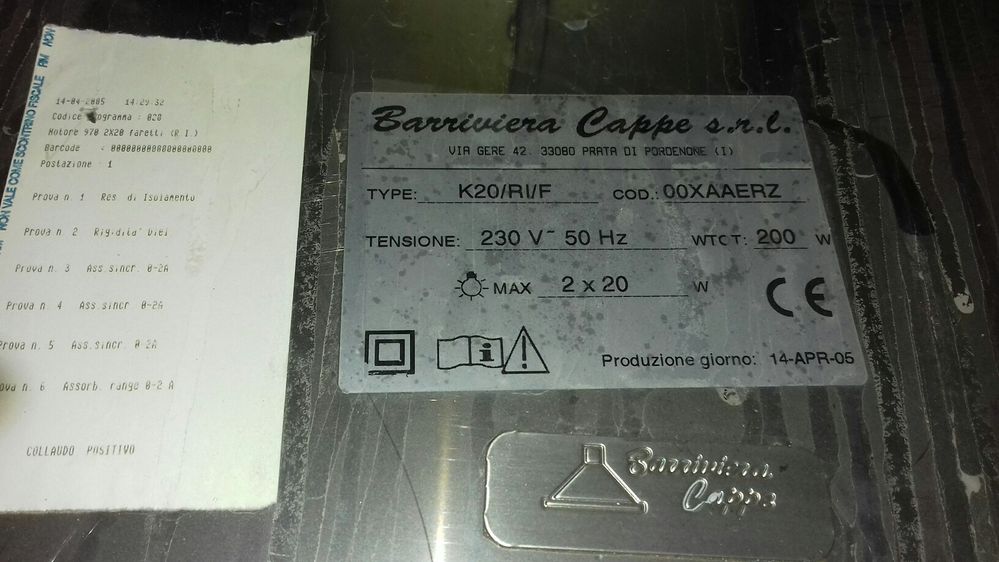 NON VALE COME SCONTRINO FISCALE
14-04-2005 14:29:32
Codice programma : 020
Motore 970 2X20 faretti (R.I.)
Barcode
Postazione : 1
Prova n. 1 Res di Isolamento
Prova n. 2 Rigidita' Diel
Prova n. 3 Ass.sincr. 0-2A
Prova n. 4 Ass.sincr 0-2A
Prova n. 5 Ass.sincr. 0-2A
Prova n. 6 Assorb. range 0-2 A
COLLAUDO POSITIVO
Barriviera Cappe s.r.l.
VIA GERE 42. 33080 PRATA DI PORDENONE (I)
TYPE: K20/RI/F COD.: 00XAAERZ
TENSIONE: 230 V~ 50 Hz WTOT: 200 W
MAX 2 x 20 W
CE
Produzione giorno: 14-APR-05
Barriviera
Cappe